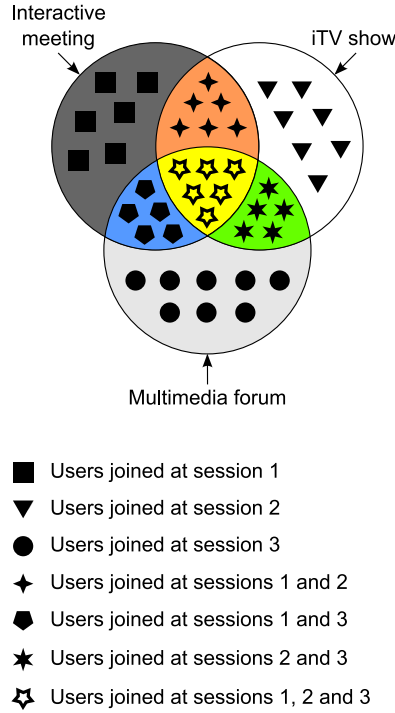 Interactive
meeting
iTV show
Multimedia forum
Users joined at session 1
Users joined at session 2
Users joined at session 3
Users joined at sessions 1 and 2
Users joined at sessions 1 and 3
Users joined at sessions 2 and 3
Users joined at sessions 1, 2 and 3